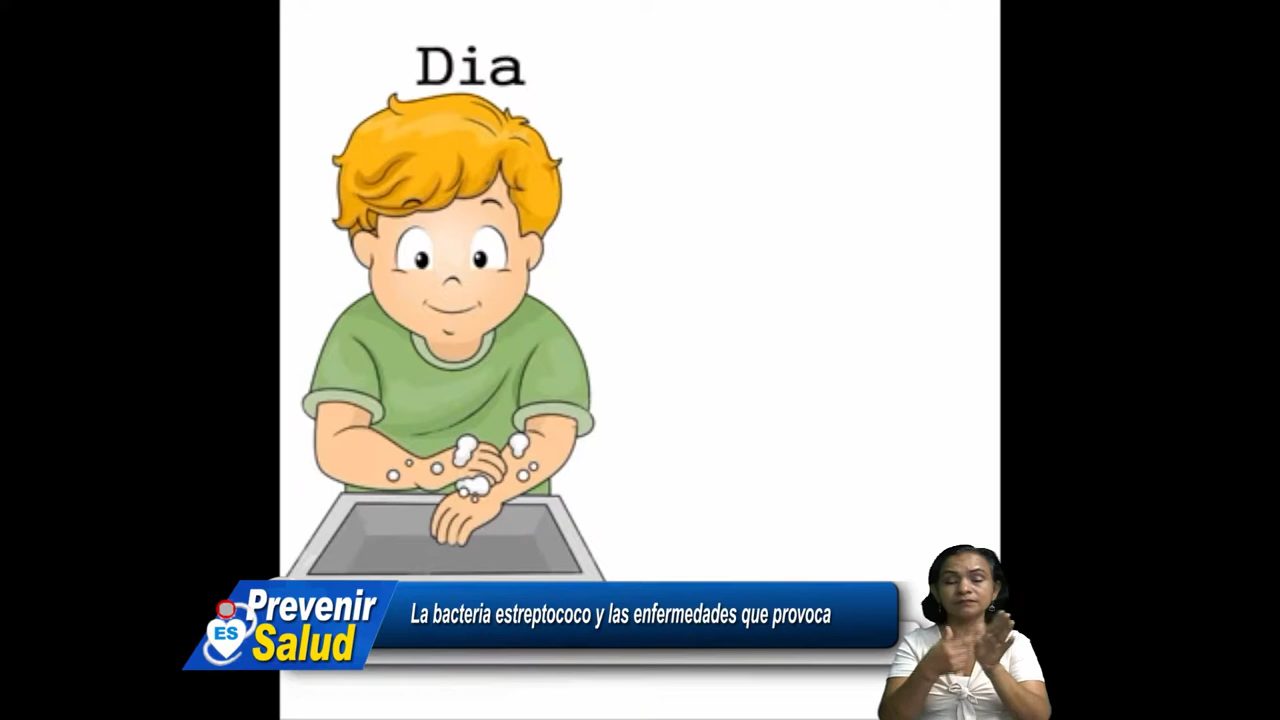 Dia
Prevenir
ES
Salud
La bacteria estreptococo y las enfermedades que provoca